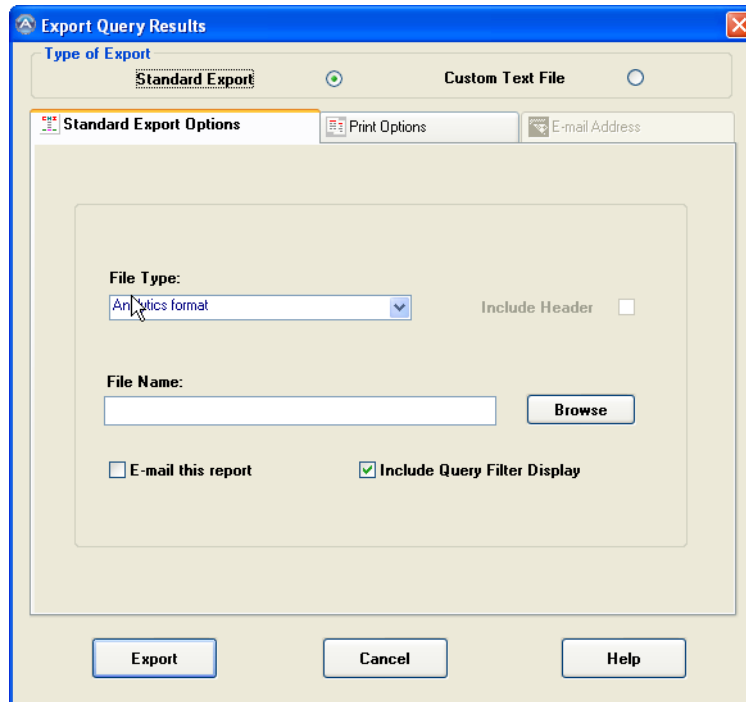 Export Query Results
Type of Export
Standard Export Custom Text File
Standard Export Options Print Options E-mail Address
File Type:
Analytics format Include Header
File Name:
Browse
E-mail this report Include Query Filter Display
Export Cancel Help